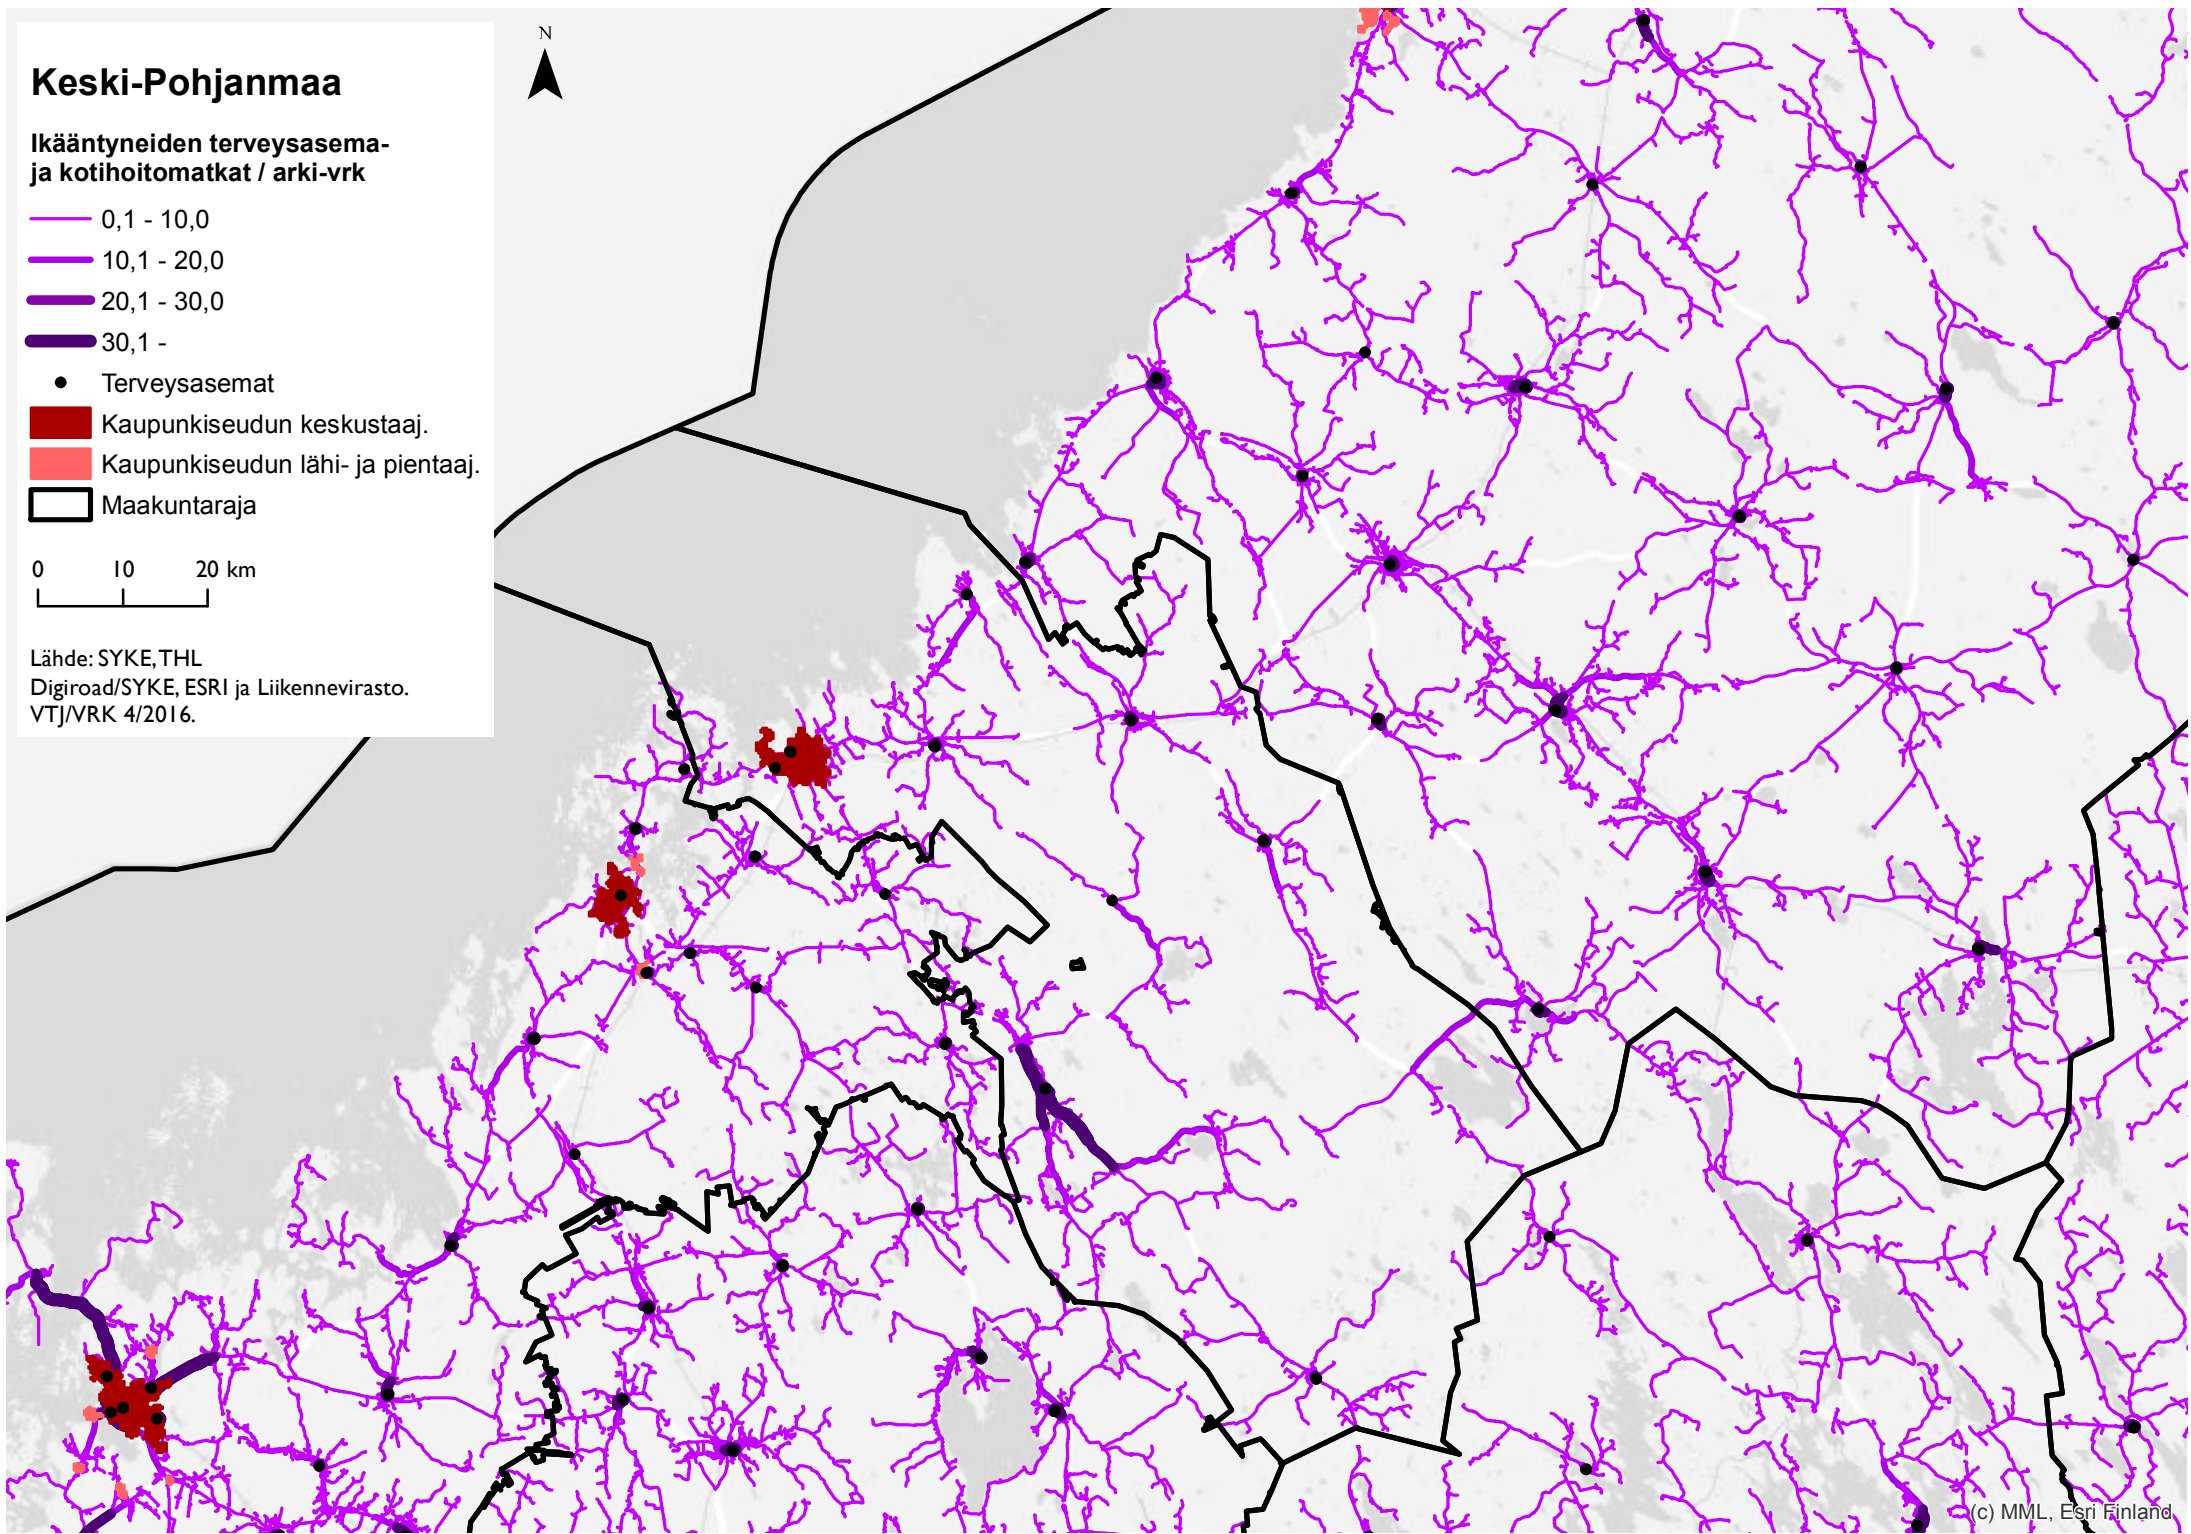 N
Keski-Pohjanmaa
Ikääntyneiden terveysasema-
ja kotihoitomatkat / arki-vrk
0,1 - 10,0
10,1 - 20,0
20,1 - 30,0
30,1 -
Terveysasemat
Kaupunkiseudun keskustaaj.
Kaupunkiseudun lähi- ja pientaaj.
Maakuntaraja
0 10 20 km
Lähde: SYKE, THL
Digiroad/SYKE, ESRI ja Liikennevirasto.
VTJ/VRK 4/2016.
(c) MML, Esri Finland